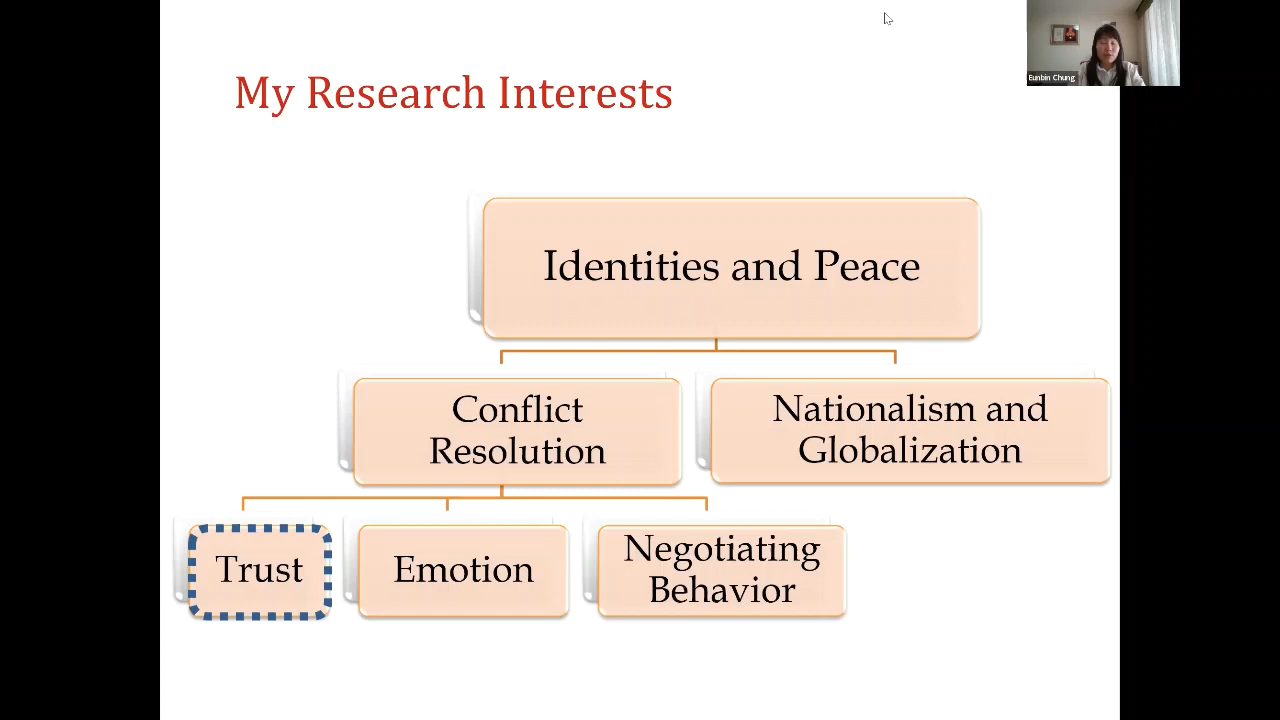 My Research Interests
Eunbin Chung
Identities and Peace
Conflict
Resolution
Nationalism and
Globalization
Trust
Emotion
Negotiating
Behavior